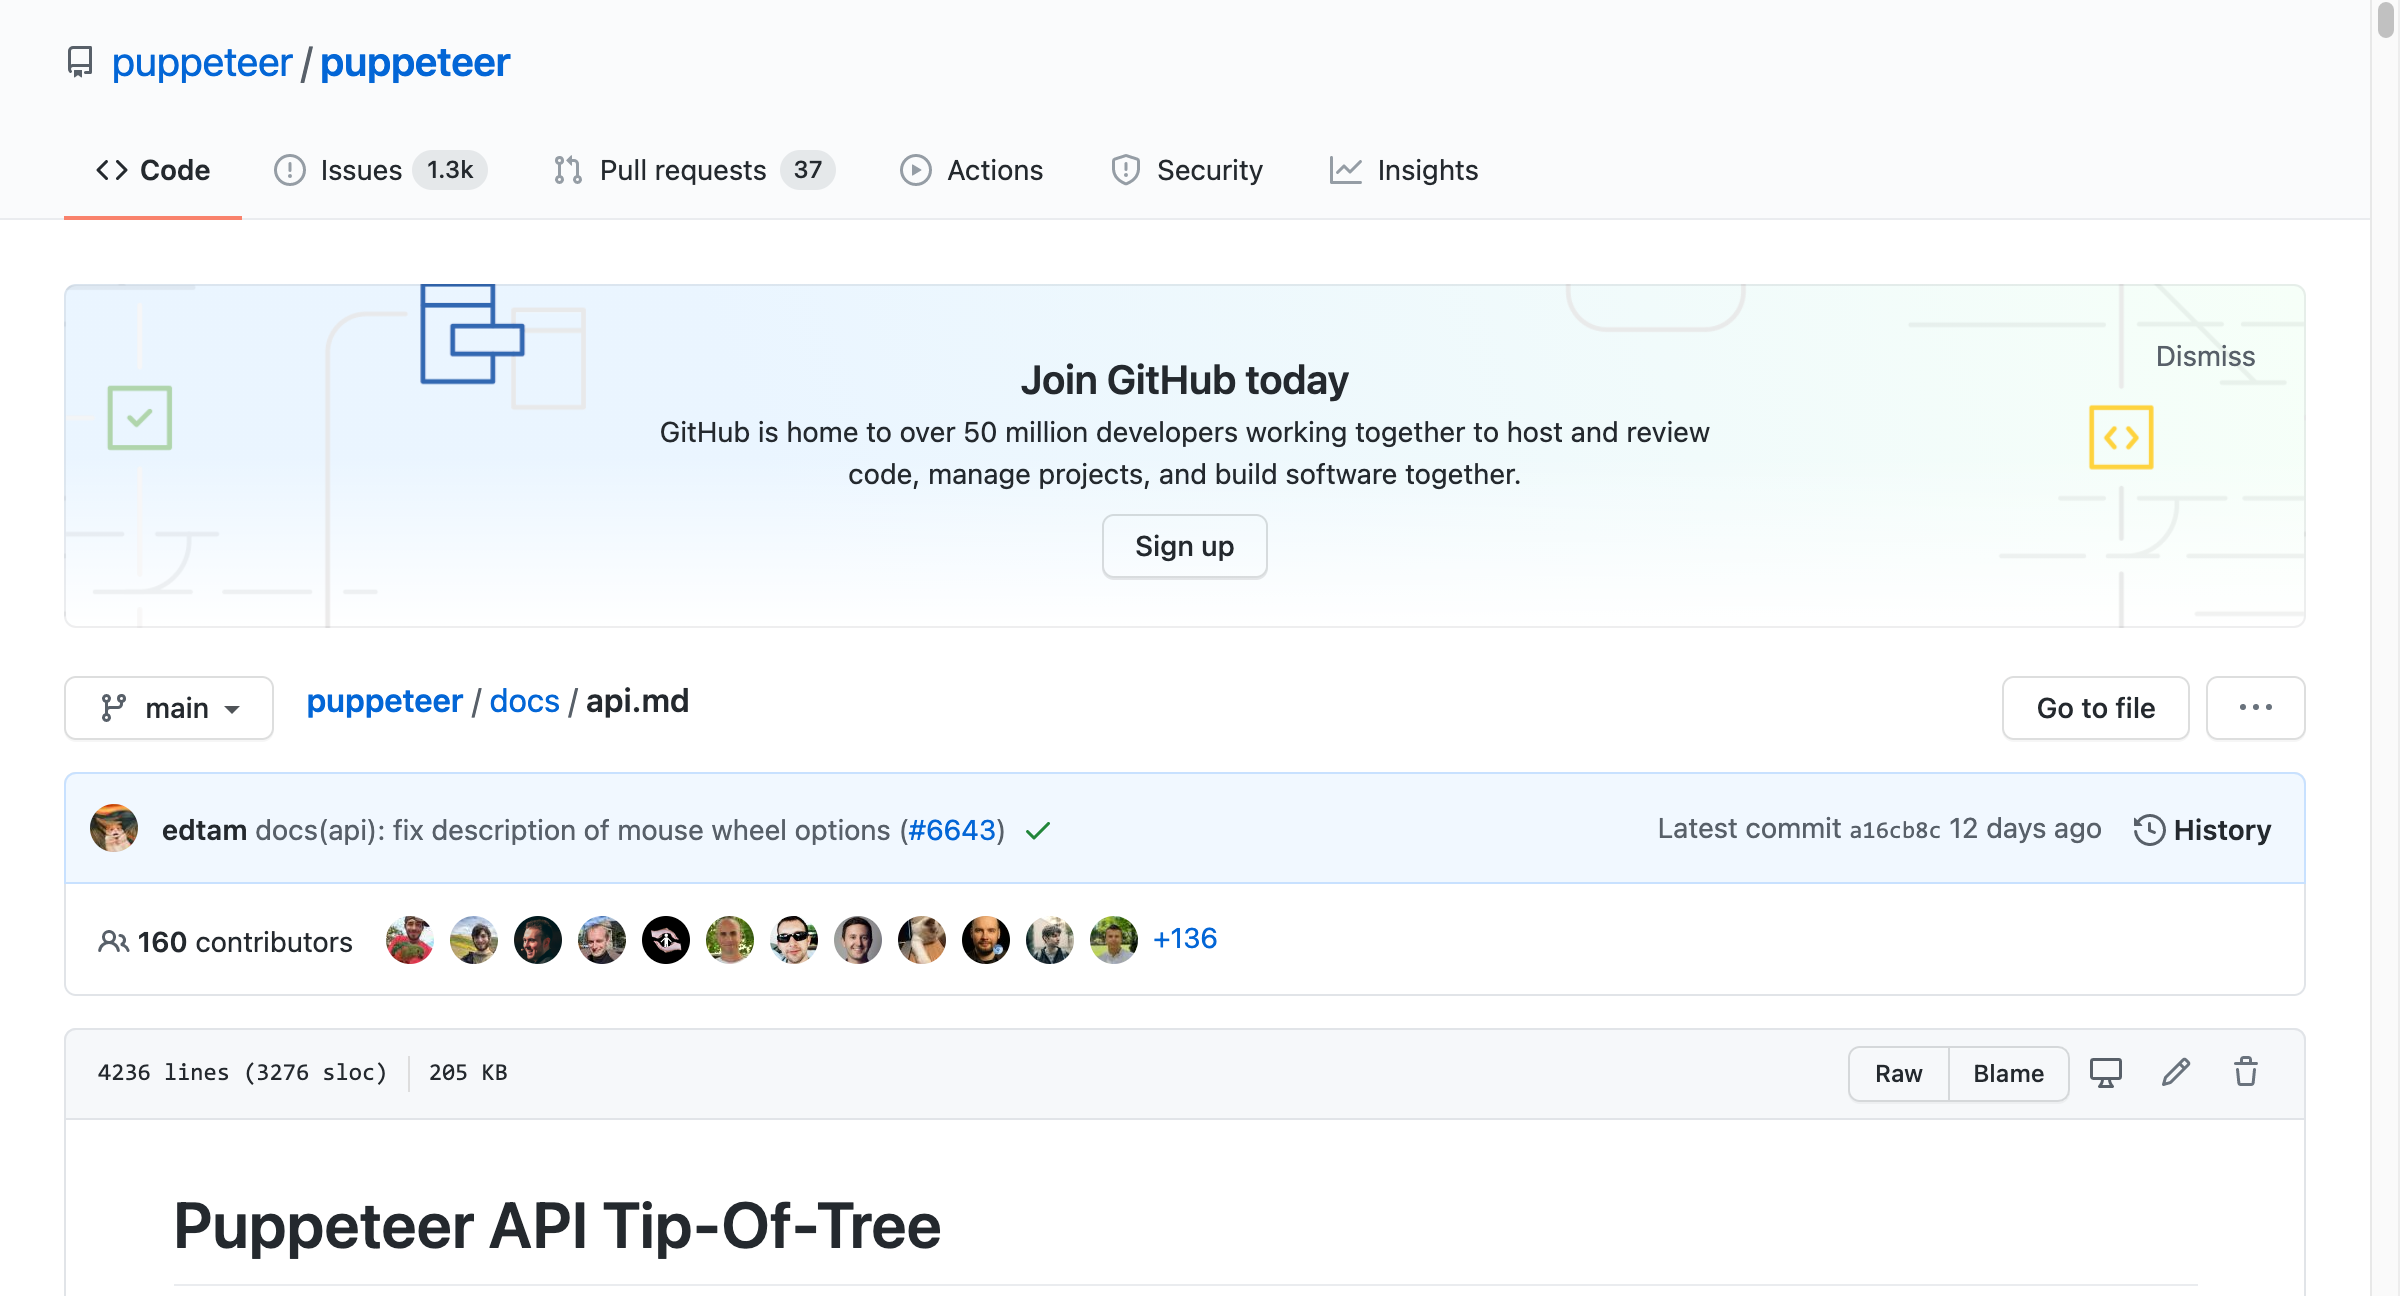 puppeteer / puppeteer
Code Issues 1.3k Pull requests 37 Actions Security Insights
Dismiss
Join GitHub today
GitHub is home to over 50 million developers working together to host and review
code, manage projects, and build software together.
Sign up
main puppeteer / docs / api.md Go to file
edtam docs(api): fix description of mouse wheel options (#6643) Latest commit a16cb8c 12 days ago History
160 contributors +136
4236 lines (3276 sloc) 205 KB Raw Blame
Puppeteer API Tip-Of-Tree